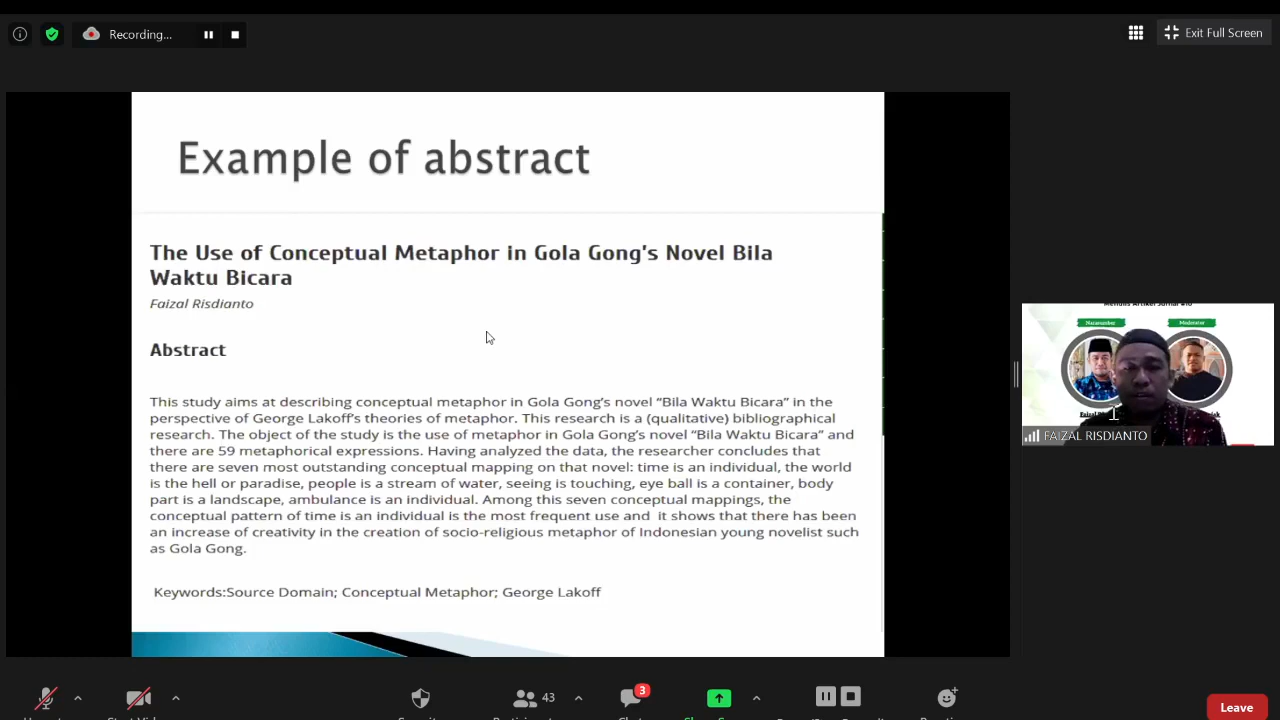 Recording...
Exit Full Screen
Example of abstract
The Use of Conceptual Metaphor in Gola Gong's Novel Bila
Waktu Bicara
Faizal Risdianto
Abstract
This study aims at describing conceptual metaphor in Gola Gong's novel "Bila Waktu Bicara" in the
perspective of George Lakoff's theories of metaphor. This research is a (qualitative) bibliographical
research. The object of the study is the use of metaphor in Gola Gong's novel "Bila Waktu Bicara" and
there are 59 metaphorical expressions. Having analyzed the data, the researcher concludes that
there are seven most outstanding conceptual mapping on that novel: time is an individual, the world
is the hell or paradise, people is a stream of water, seeing is touching, eye ball is a container, body
part is a landscape, ambulance is an individual. Among this seven conceptual mappings, the
conceptual pattern of time is an individual is the most frequent use and it shows that there has been
an increase of creativity in the creation of socio-religious metaphor of Indonesian young novelist such
as Gola Gong.
Keywords:Source Domain; Conceptual Metaphor; George Lakoff
Menulis Artikel Jurnal #10
Narasumber
Moderator
FAIZAL RISDIANTO
43
3
Leave